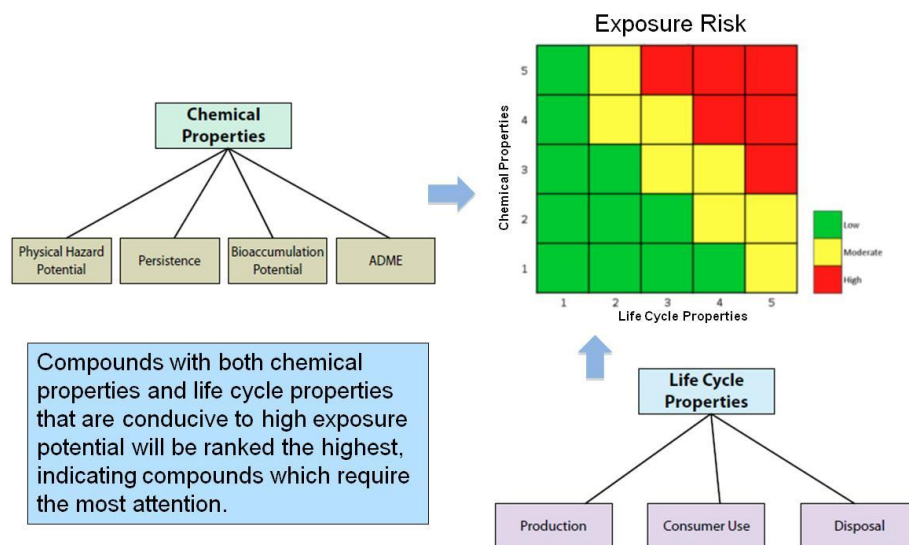 Exposure Risk
Chemical
Properties
Physical Hazard
Potential
Persistence
Bioaccumulation
Potential
ADME
Chemical Properties
5
4
3
2
1
1
2
3
4
5
Life Cycle Properties
Low
Moderate
High
Compounds with both chemical
properties and life cycle properties
that are conducive to high exposure
potential will be ranked the highest,
indicating compounds which require
the most attention.
Life Cycle
Properties
Production
Consumer Use
Disposal